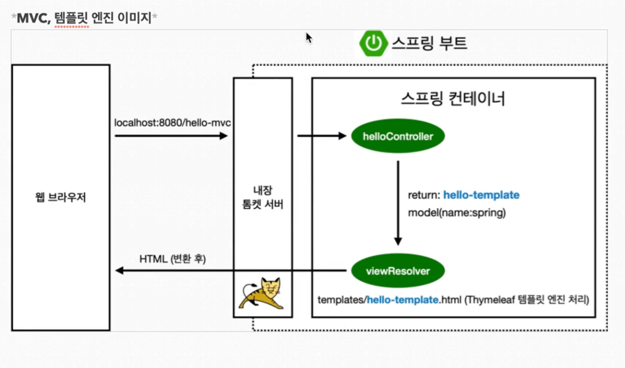 *MVC, 템플릿 엔진 이미지*
스프링 부트
스프링 컨테이너
localhost:8080/hello-mvc
helloController
웹 브라우저
내장
톰켓 서버
return: hello-template
model(name:spring)
HTML (변환 후)
viewResolver
templates/hello-template.html (Thymeleaf 템플릿 엔진 처리)